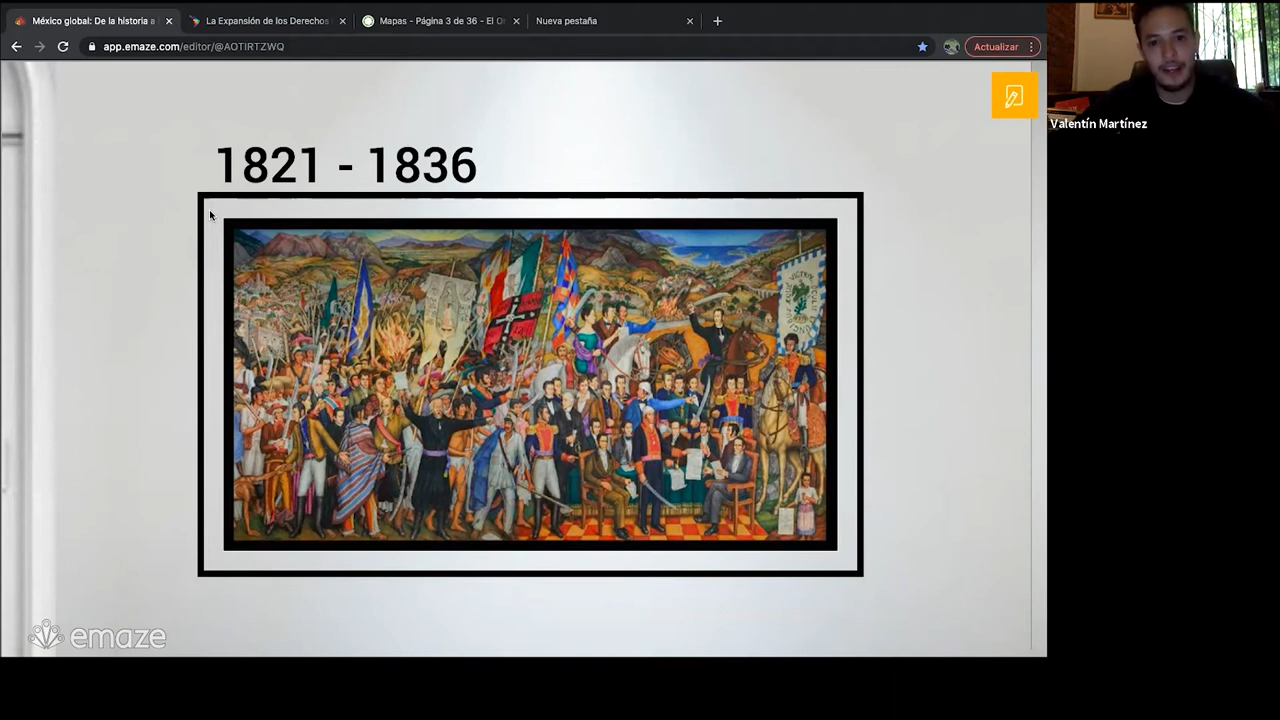 México global: De la historia a
La Expansión de los Derechos
Mapas - Página 3 de 36 - El O
Nueva pestaña
app.emaze.com/editor/@AOTIRTZWQ
Actualizar
Valentín Martínez
1821 - 1836
emaze